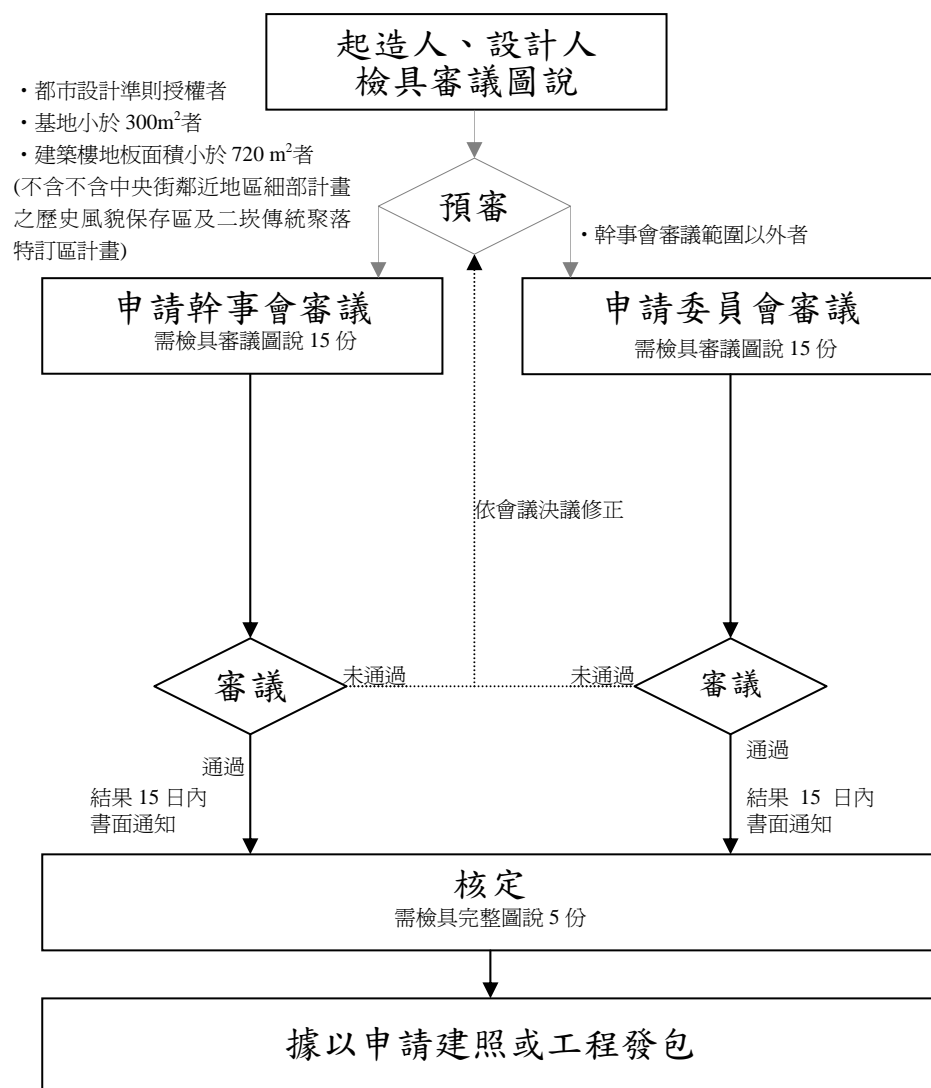 起造人、設計人
檢具審議圖說
・都市設計準則授權者
・基地小於 300m²者
・建築樓地板面積小於 720 m²者
(不含不含中央街鄰近地區細部計畫
之歷史風貌保存區及二崁傳統聚落
特訂區計畫)
預審
・幹事會審議範圍以外者
申請幹事會審議
需檢具審議圖說 15 份
申請委員會審議
需檢具審議圖說 15 份
依會議決議修正
審議
未通過
未通過
審議
通過
結果 15 日內
書面通知
通過
結果 15 日內
書面通知
核定
需檢具完整圖說 5 份
據以申請建照或工程發包